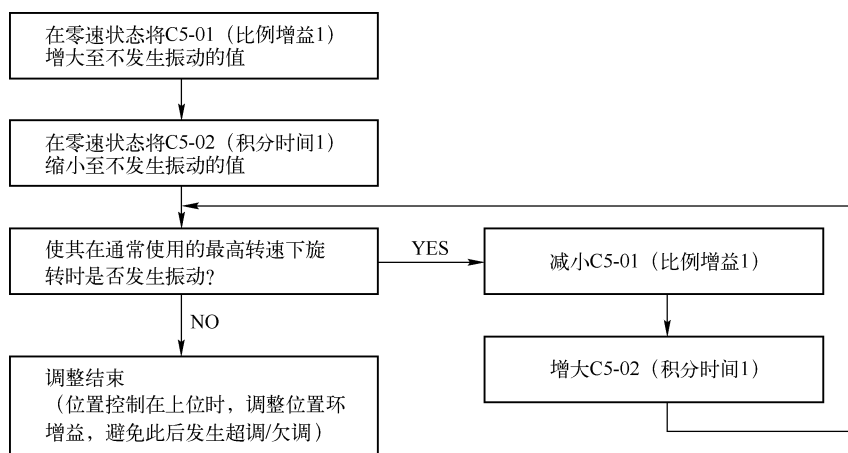 在零速状态将C5-01（比例增益1）
增大至不发生振动的值
在零速状态将C5-02（积分时间1）
缩小至不发生振动的值
使其在通常使用的最高转速下旋
转时是否发生振动?
YES
减小C5-01（比例增益1）
NO
增大C5-02（积分时间1）
调整结束
（位置控制在上位时，调整位置环
增益，避免此后发生超调/欠调）